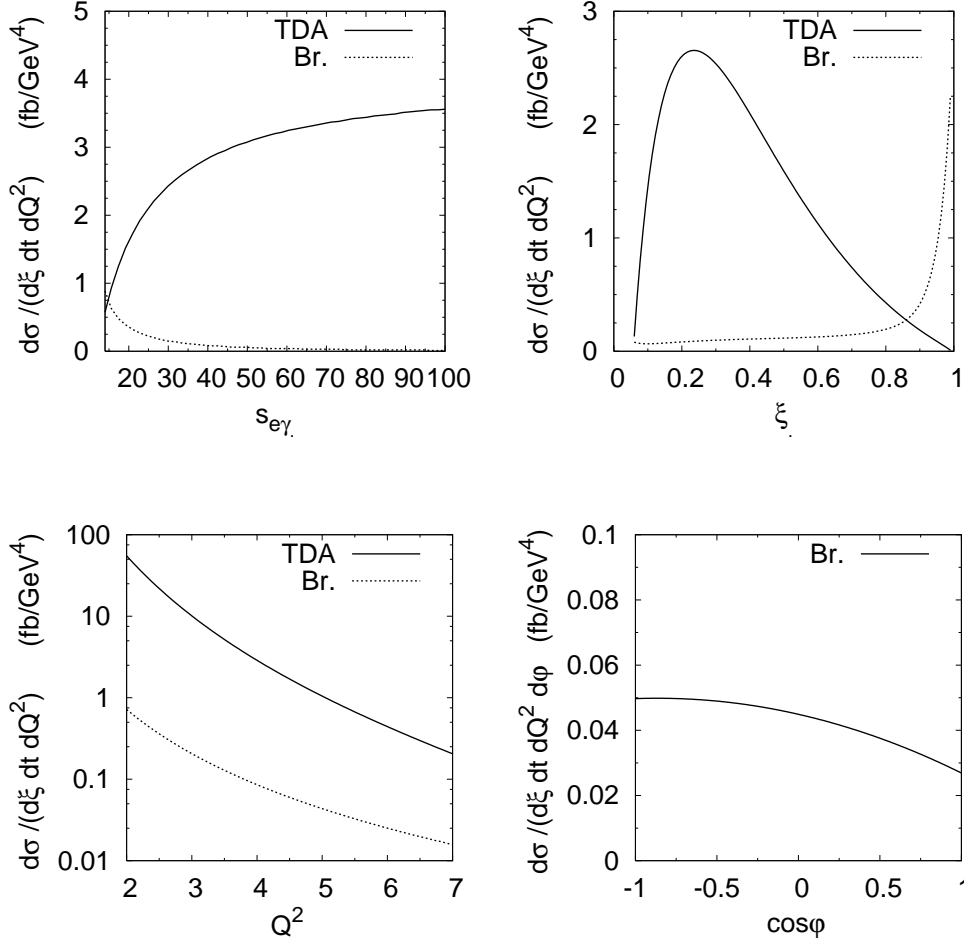 dσ /(dξ dt dQ²) (fb/GeV⁴)
5
4
3
2
1
0
TDA
Br.
20 30 40 50 60 70 80 90 100
s_eγ.
dσ /(dξ dt dQ²) (fb/GeV⁴)
3
2
1
0
TDA
Br.
0 0.2 0.4 0.6 0.8 1
ξ.
dσ /(dξ dt dQ²) (fb/GeV⁴)
100
10
1
0.1
0.01
TDA
Br.
2 3 4 5 6 7
Q²
dσ /(dξ dt dQ² dφ (fb/GeV⁴)
0.1
0.08
0.06
0.04
0.02
0
Br.
-1 -0.5 0 0.5 1
cosφ